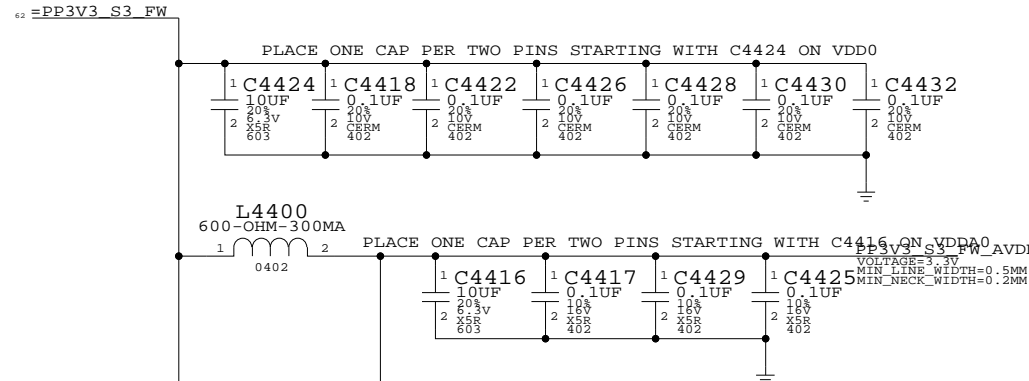 62 =PP3V3_S3_FW
PLACE ONE CAP PER TWO PINS STARTING WITH C4424 ON VDD0
1 C4424 1 C4418 1 C4422 1 C4426 1 C4428 1 C4430 1 C4432
10UF 0.1UF 0.1UF 0.1UF 0.1UF 0.1UF 0.1UF
20% 20% 20% 20% 20% 20% 20%
6.3V 10V 10V 10V 10V 10V 10V
2 X5R 2 CERM 2 CERM 2 CERM 2 CERM 2 CERM 2 CERM
603 402 402 402 402 402 402
L4400
600-OHM-300MA
1 2
0402
PLACE ONE CAP PER TWO PINS STARTING WITH C4416 ON VDDA0
PP3V3_S3_FW_AVD
VOLTAGE=3.3V
MIN_LINE_WIDTH=0.5MM
MIN_NECK_WIDTH=0.2MM
1 C4416 1 C4417 1 C4429 1 C4425
10UF 0.1UF 0.1UF 0.1UF
20% 10% 10% 10%
6.3V 16V 16V 16V
2 X5R 2 X5R 2 X5R 2 X5R
603 402 402 402